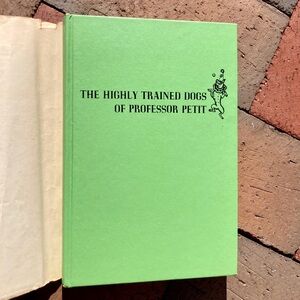 THE HIGHLY TRAINED DOGS
OF PROFESSOR PETIT